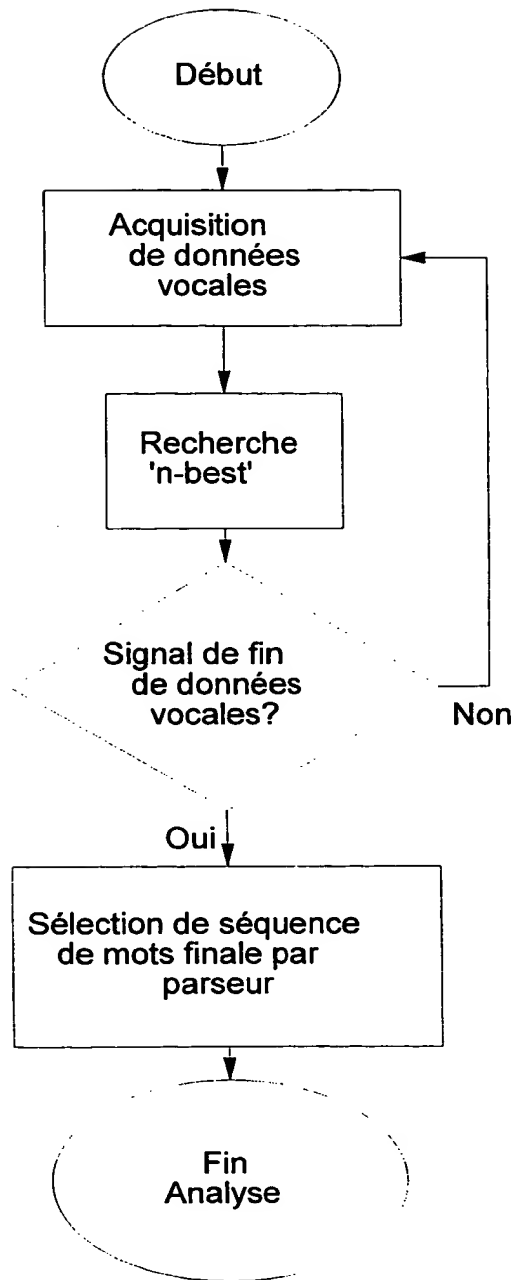 Début
Acquisition
de données
vocales
Recherche
'n-best'
Signal de fin
de données
vocales?
Non
Oui
Sélection de séquence
de mots finale par
parseur
Fin
Analyse